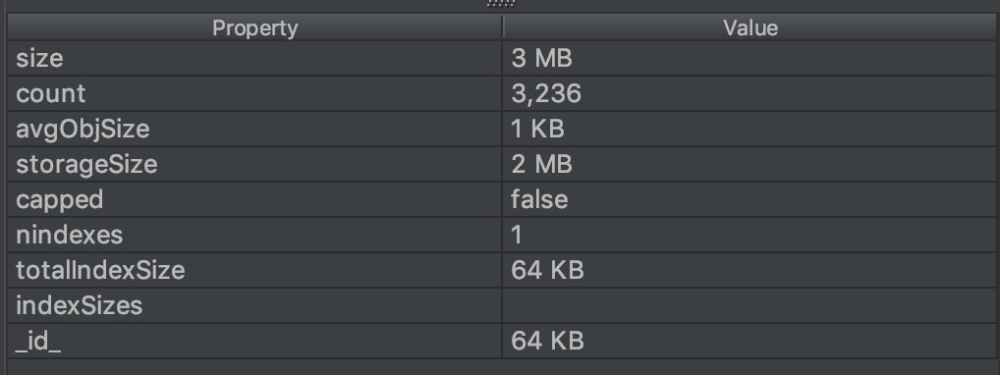 Property Value
size 3 MB
count 3,236
avgObjSize 1 KB
storageSize 2 MB
capped false
nindexes 1
totalIndexSize 64 KB
indexSizes
_id_ 64 KB